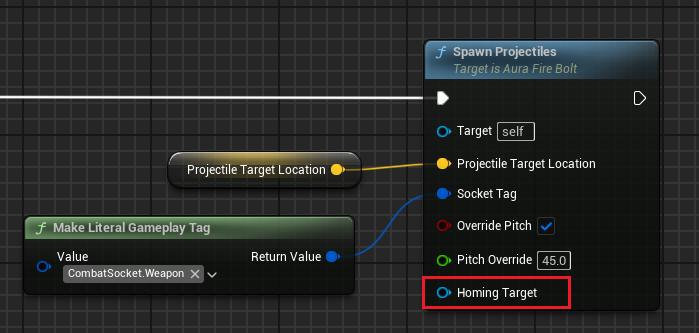 Spawn Projectiles
Target is Aura Fire Bolt
Target self
Projectile Target Location
Projectile Target Location
Socket Tag
Make Literal Gameplay Tag
Override Pitch
Value
Return Value
CombatSocket.Weapon
Pitch Override 45.0
Homing Target